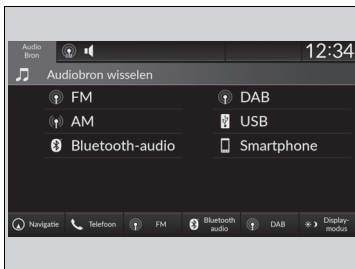 Audio
Bron
12:34
Audiobron wisselen
FM
DAB
AM
USB
Bluetooth-audio
Smartphone
Navigatie
Telefoon
FM
Bluetooth
audio
DAB
Display-
modus